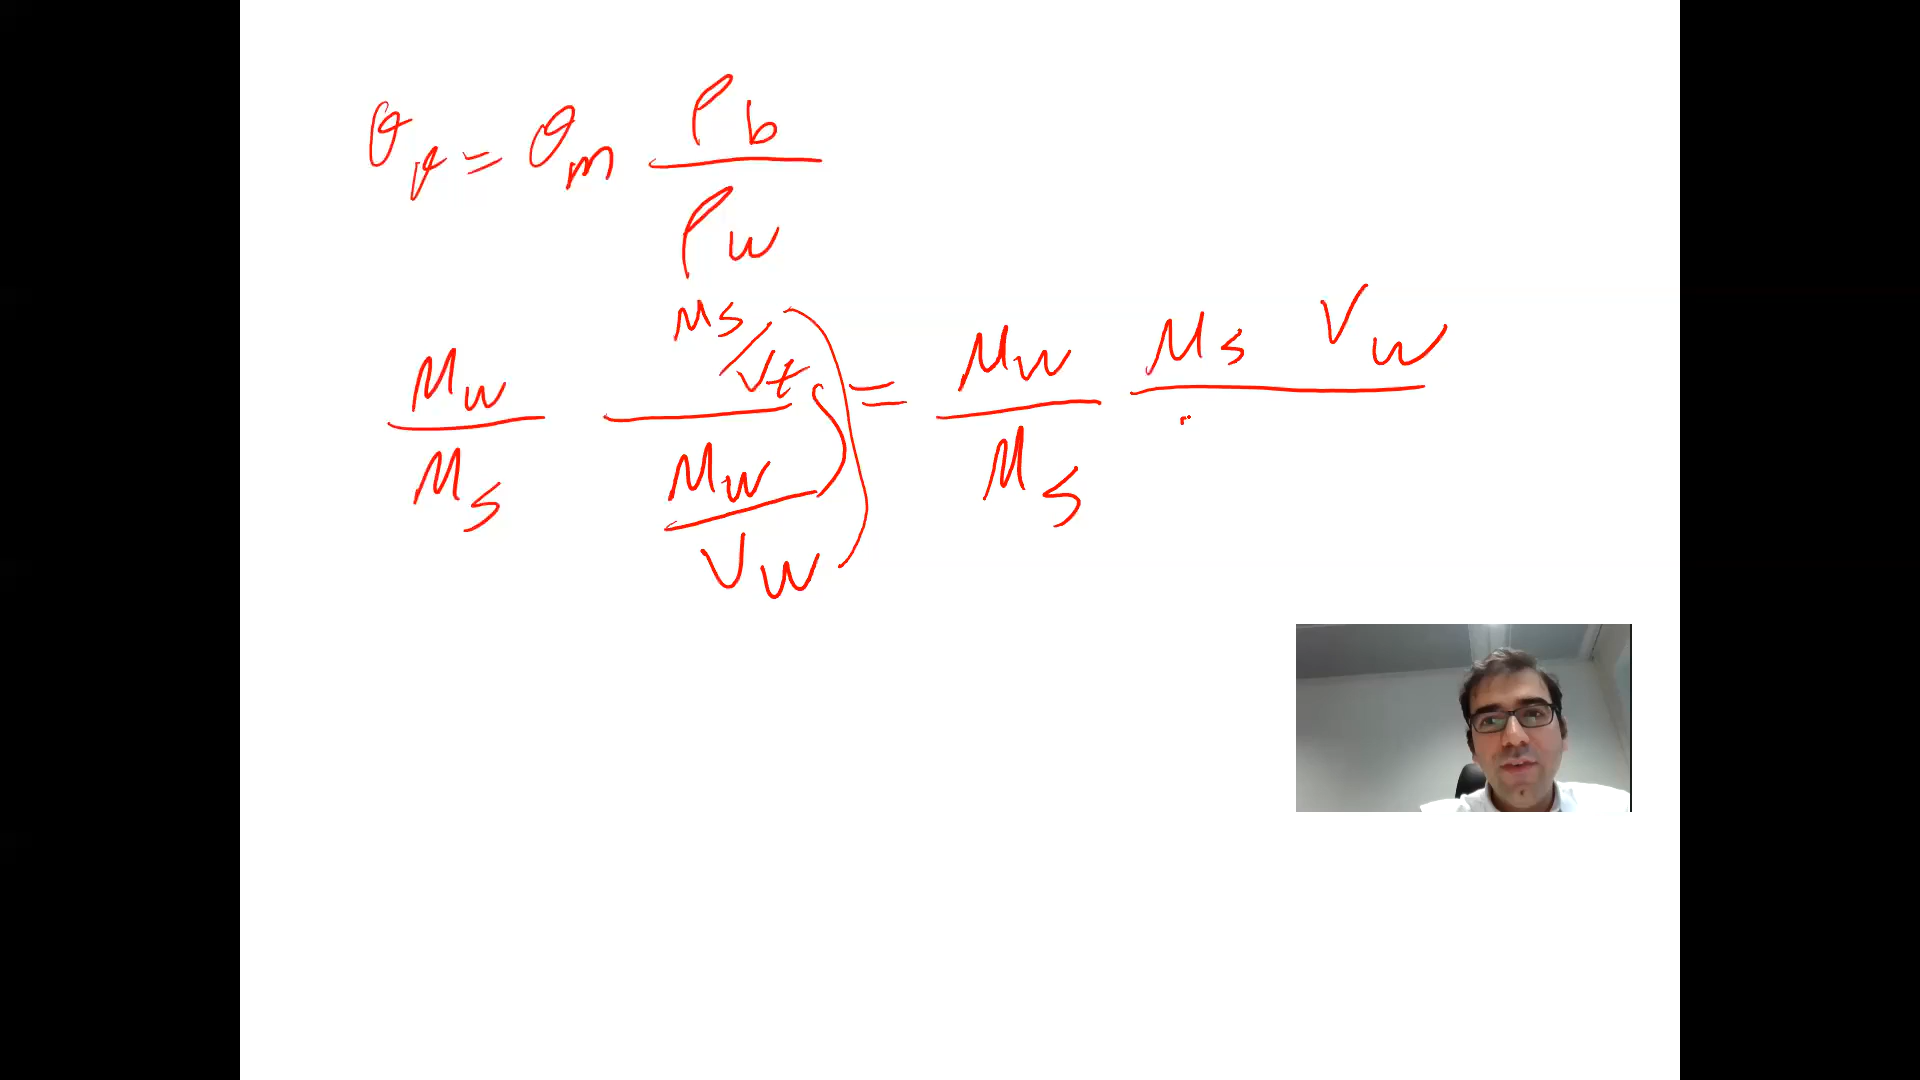 θv = θm ρb / ρw
Mw / Ms (Ms / Vt) / (Mw / Vw) = Mw / Ms Ms Vw /